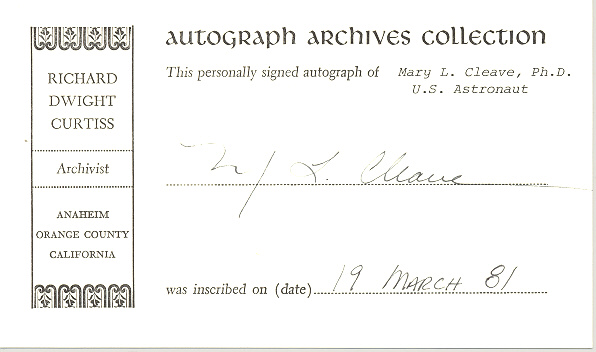 RICHARD
DWIGHT
CURTISS
Archivist
ANAHEIM
ORANGE COUNTY
CALIFORNIA
autograph archives collection
This personally signed autograph of Mary L. Cleave, Ph.D.
U.S. Astronaut
M L. Cleave
was inscribed on (date) 19 MARCH 81